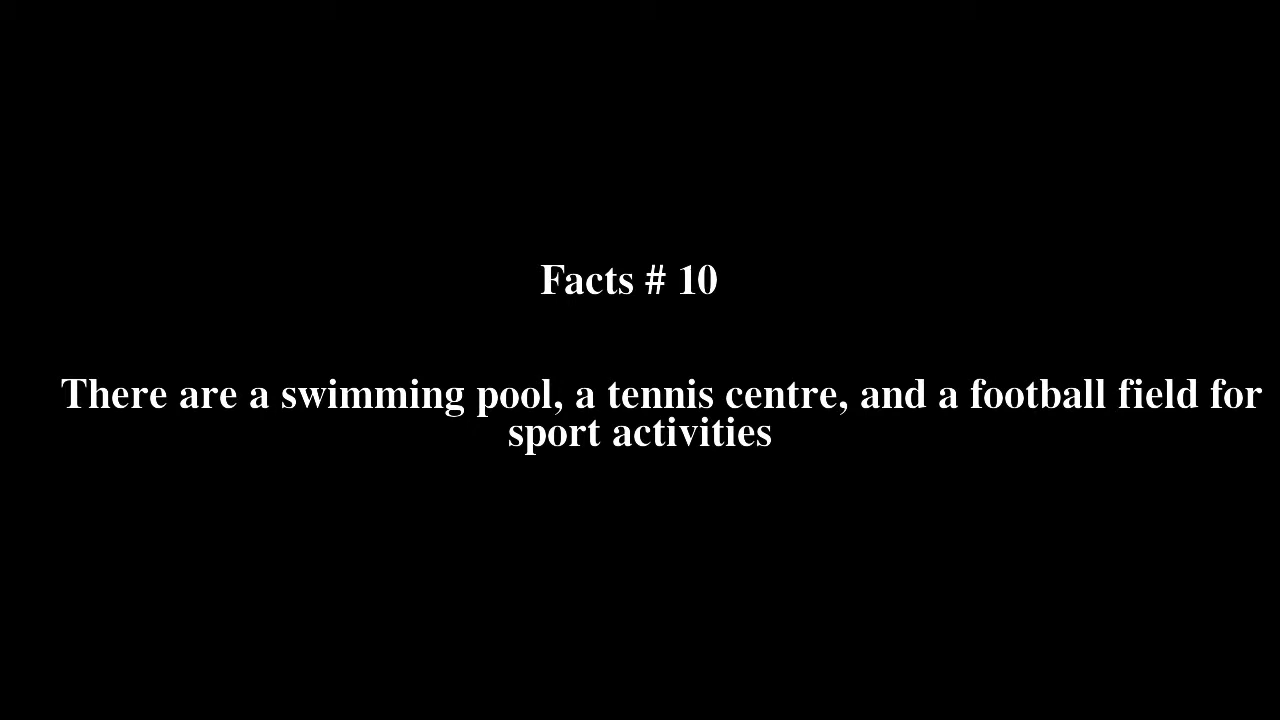 Facts # 10
There are a swimming pool, a tennis centre, and a football field for
sport activities